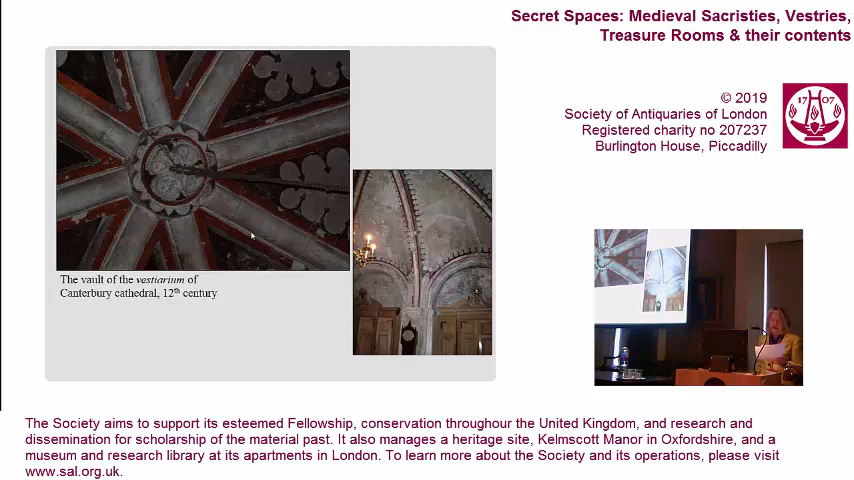 Secret Spaces: Medieval Sacristies, Vestries,
Treasure Rooms & their contents
© 2019
Society of Antiquaries of London
Registered charity no 207237
Burlington House, Piccadilly
17 07
The vault of the vestiarium of
Canterbury cathedral, 12th century
The Society aims to support its esteemed Fellowship, conservation throughour the United Kingdom, and research and
dissemination for scholarship of the material past. It also manages a heritage site, Kelmscott Manor in Oxfordshire, and a
museum and research library at its apartments in London. To learn more about the Society and its operations, please visit
www.sal.org.uk.